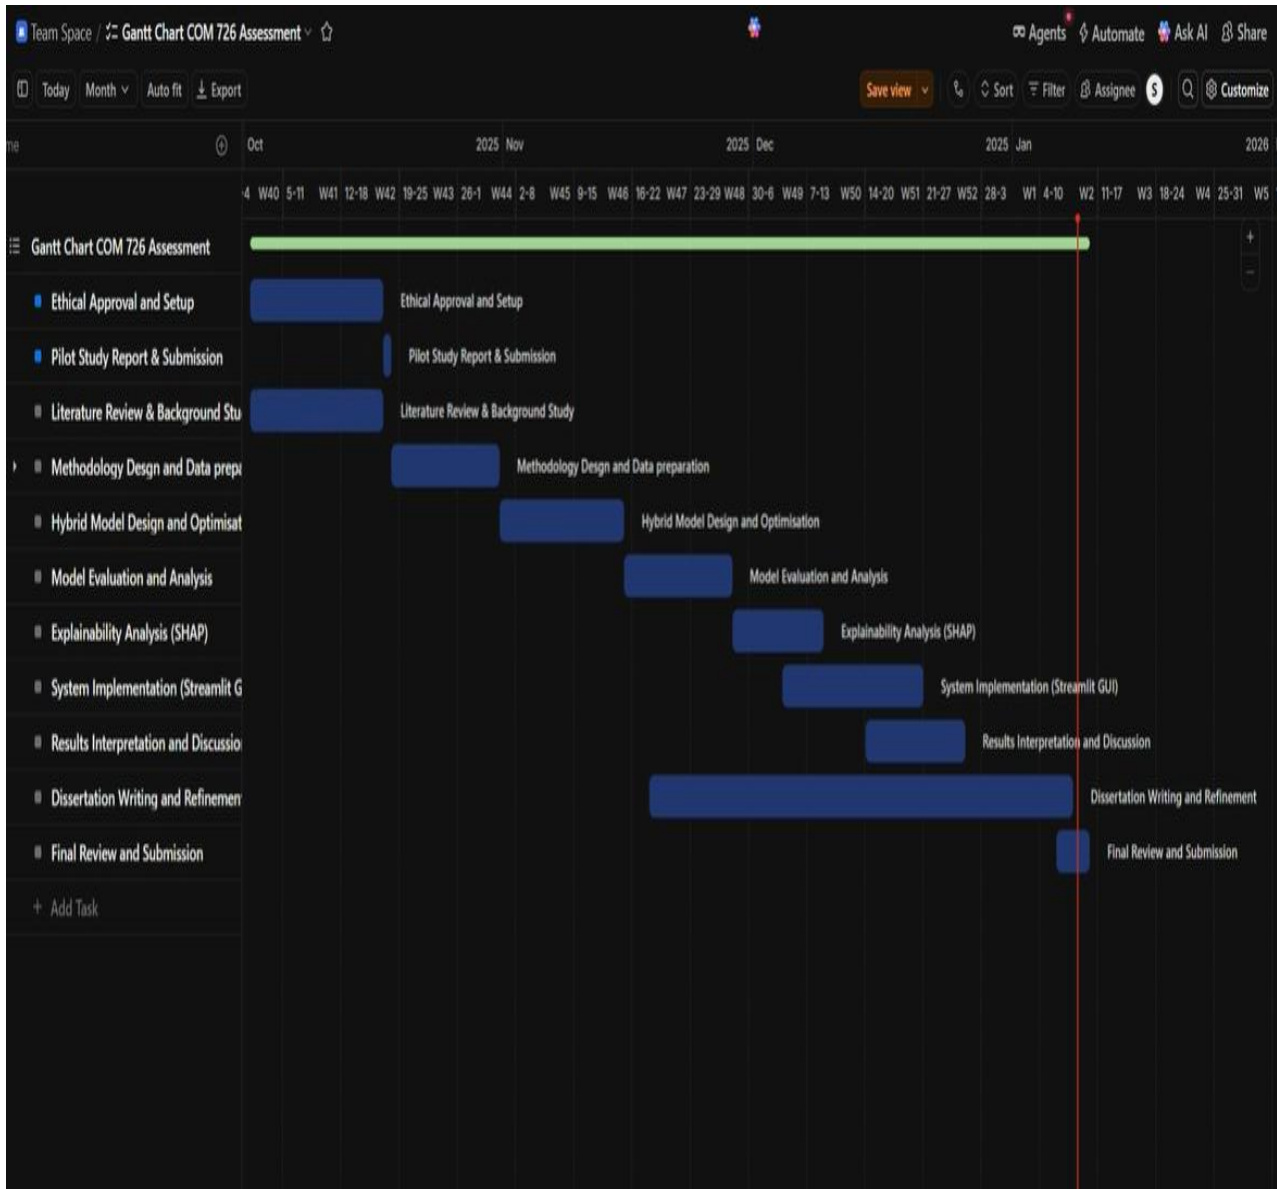 Team Space / Gantt Chart COM 726 Assessment
Agents Automate Ask AI Share
Today Month Auto fit Export
Save view Sort Filter Assignee S Customize
me Oct 2025 Nov 2025 Dec 2025 Jan 2026
-4 W40 5-11 W41 12-18 W42 19-25 W43 26-1 W44 2-8 W45 9-15 W46 16-22 W47 23-29 W48 30-6 W49 7-13 W50 14-20 W51 21-27 W52 28-3 W1 4-10 W2 11-17 W3 18-24 W4 25-31 W5
Gantt Chart COM 726 Assessment
Ethical Approval and Setup Ethical Approval and Setup
Pilot Study Report & Submission Pilot Study Report & Submission
Literature Review & Background Stu Literature Review & Background Study
Methodology Desgn and Data prepa Methodology Desgn and Data preparation
Hybrid Model Design and Optimisat Hybrid Model Design and Optimisation
Model Evaluation and Analysis Model Evaluation and Analysis
Explainability Analysis (SHAP) Explainability Analysis (SHAP)
System Implementation (Streamlit G System Implementation (Streamlit GUI)
Results Interpretation and Discussio Results Interpretation and Discussion
Dissertation Writing and Refinemen Dissertation Writing and Refinement
Final Review and Submission Final Review and Submission
+ Add Task